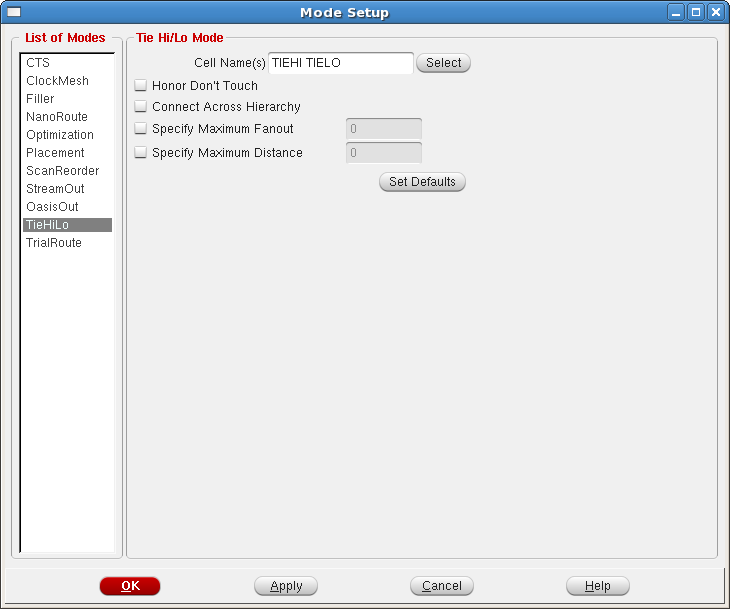 Mode Setup
List of Modes
CTS
ClockMesh
Filler
NanoRoute
Optimization
Placement
ScanReorder
StreamOut
OasisOut
TieHiLo
TrialRoute
Tie Hi/Lo Mode
Cell Name(s) TIEHI TIELO Select
Honor Don't Touch
Connect Across Hierarchy
Specify Maximum Fanout 0
Specify Maximum Distance 0
Set Defaults
OK Apply Cancel Help